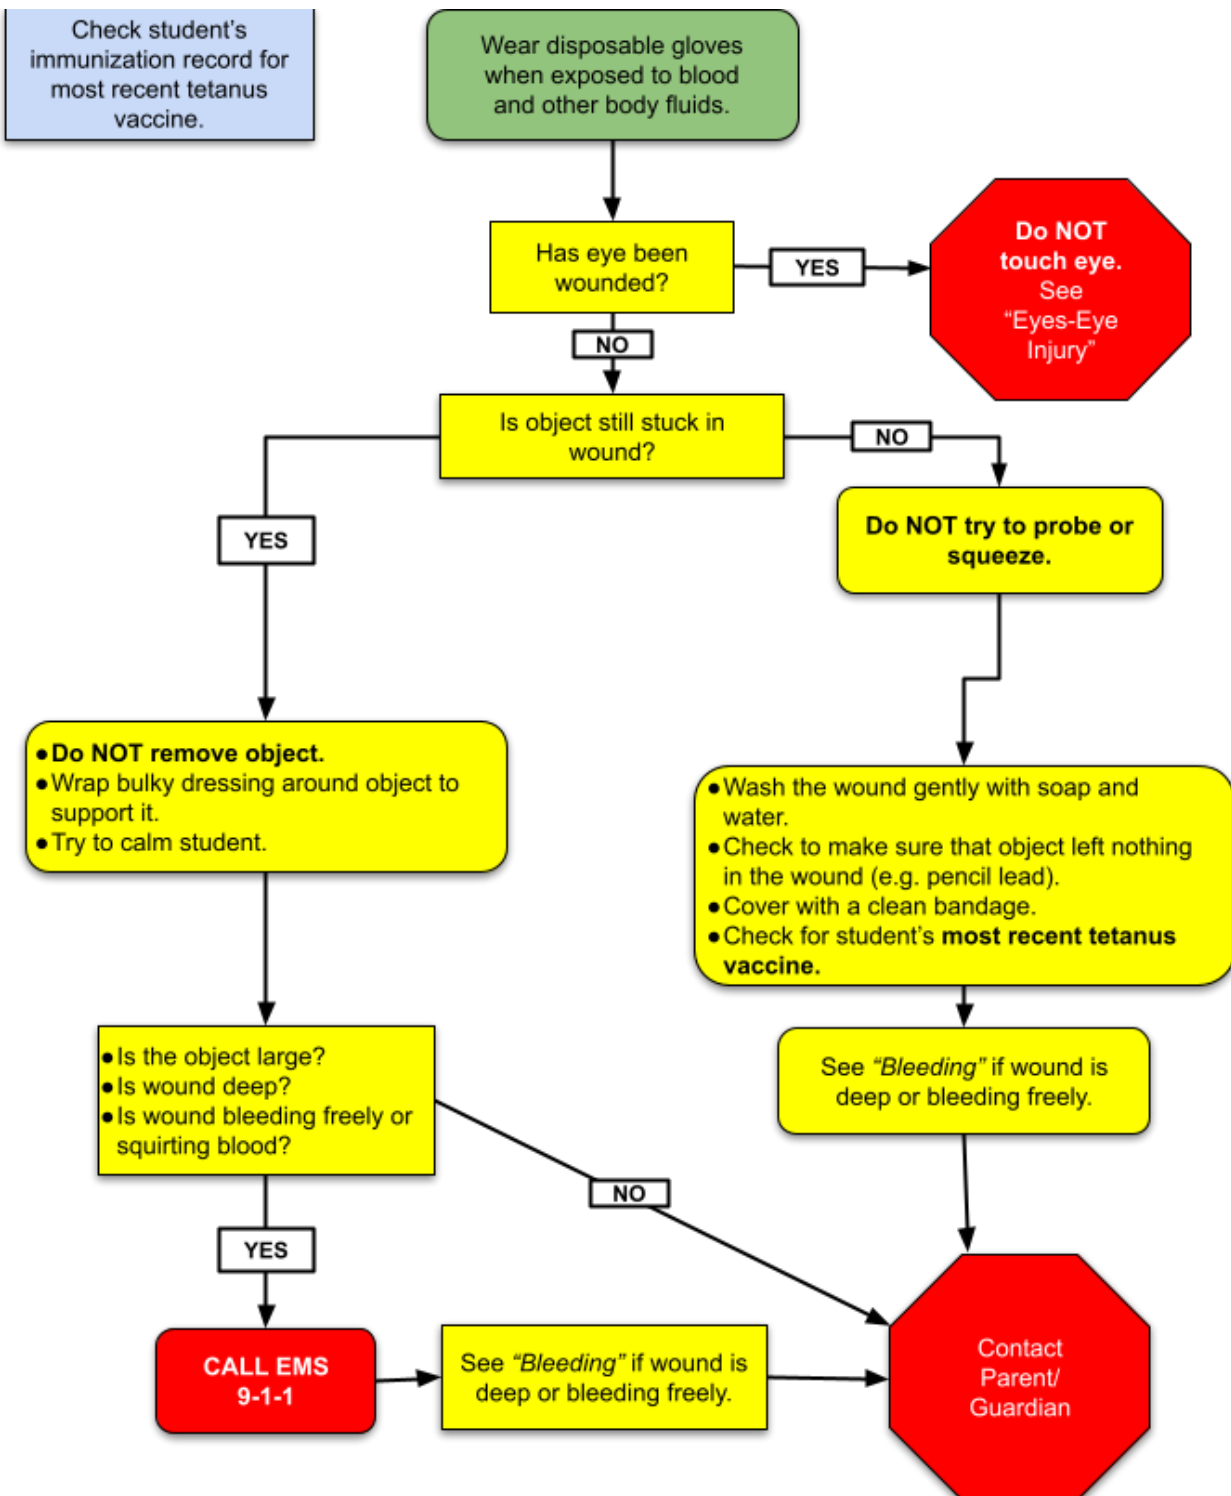 Check student's
immunization record for
most recent tetanus
vaccine.
Wear disposable gloves
when exposed to blood
and other body fluids.
Has eye been
wounded?
YES
Do NOT
touch eye.
See
“Eyes-Eye
Injury”
NO
Is object still stuck in
wound?
NO
YES
Do NOT try to probe or
squeeze.
●Do NOT remove object.
●Wrap bulky dressing around object to
support it.
●Try to calm student.
●Wash the wound gently with soap and
water.
●Check to make sure that object left nothing
in the wound (e.g. pencil lead).
●Cover with a clean bandage.
●Check for student's most recent tetanus
vaccine.
●Is the object large?
●Is wound deep?
●Is wound bleeding freely or
squirting blood?
See “Bleeding” if wound is
deep or bleeding freely.
NO
YES
CALL EMS
9-1-1
See “Bleeding” if wound is
deep or bleeding freely.
Contact
Parent/
Guardian